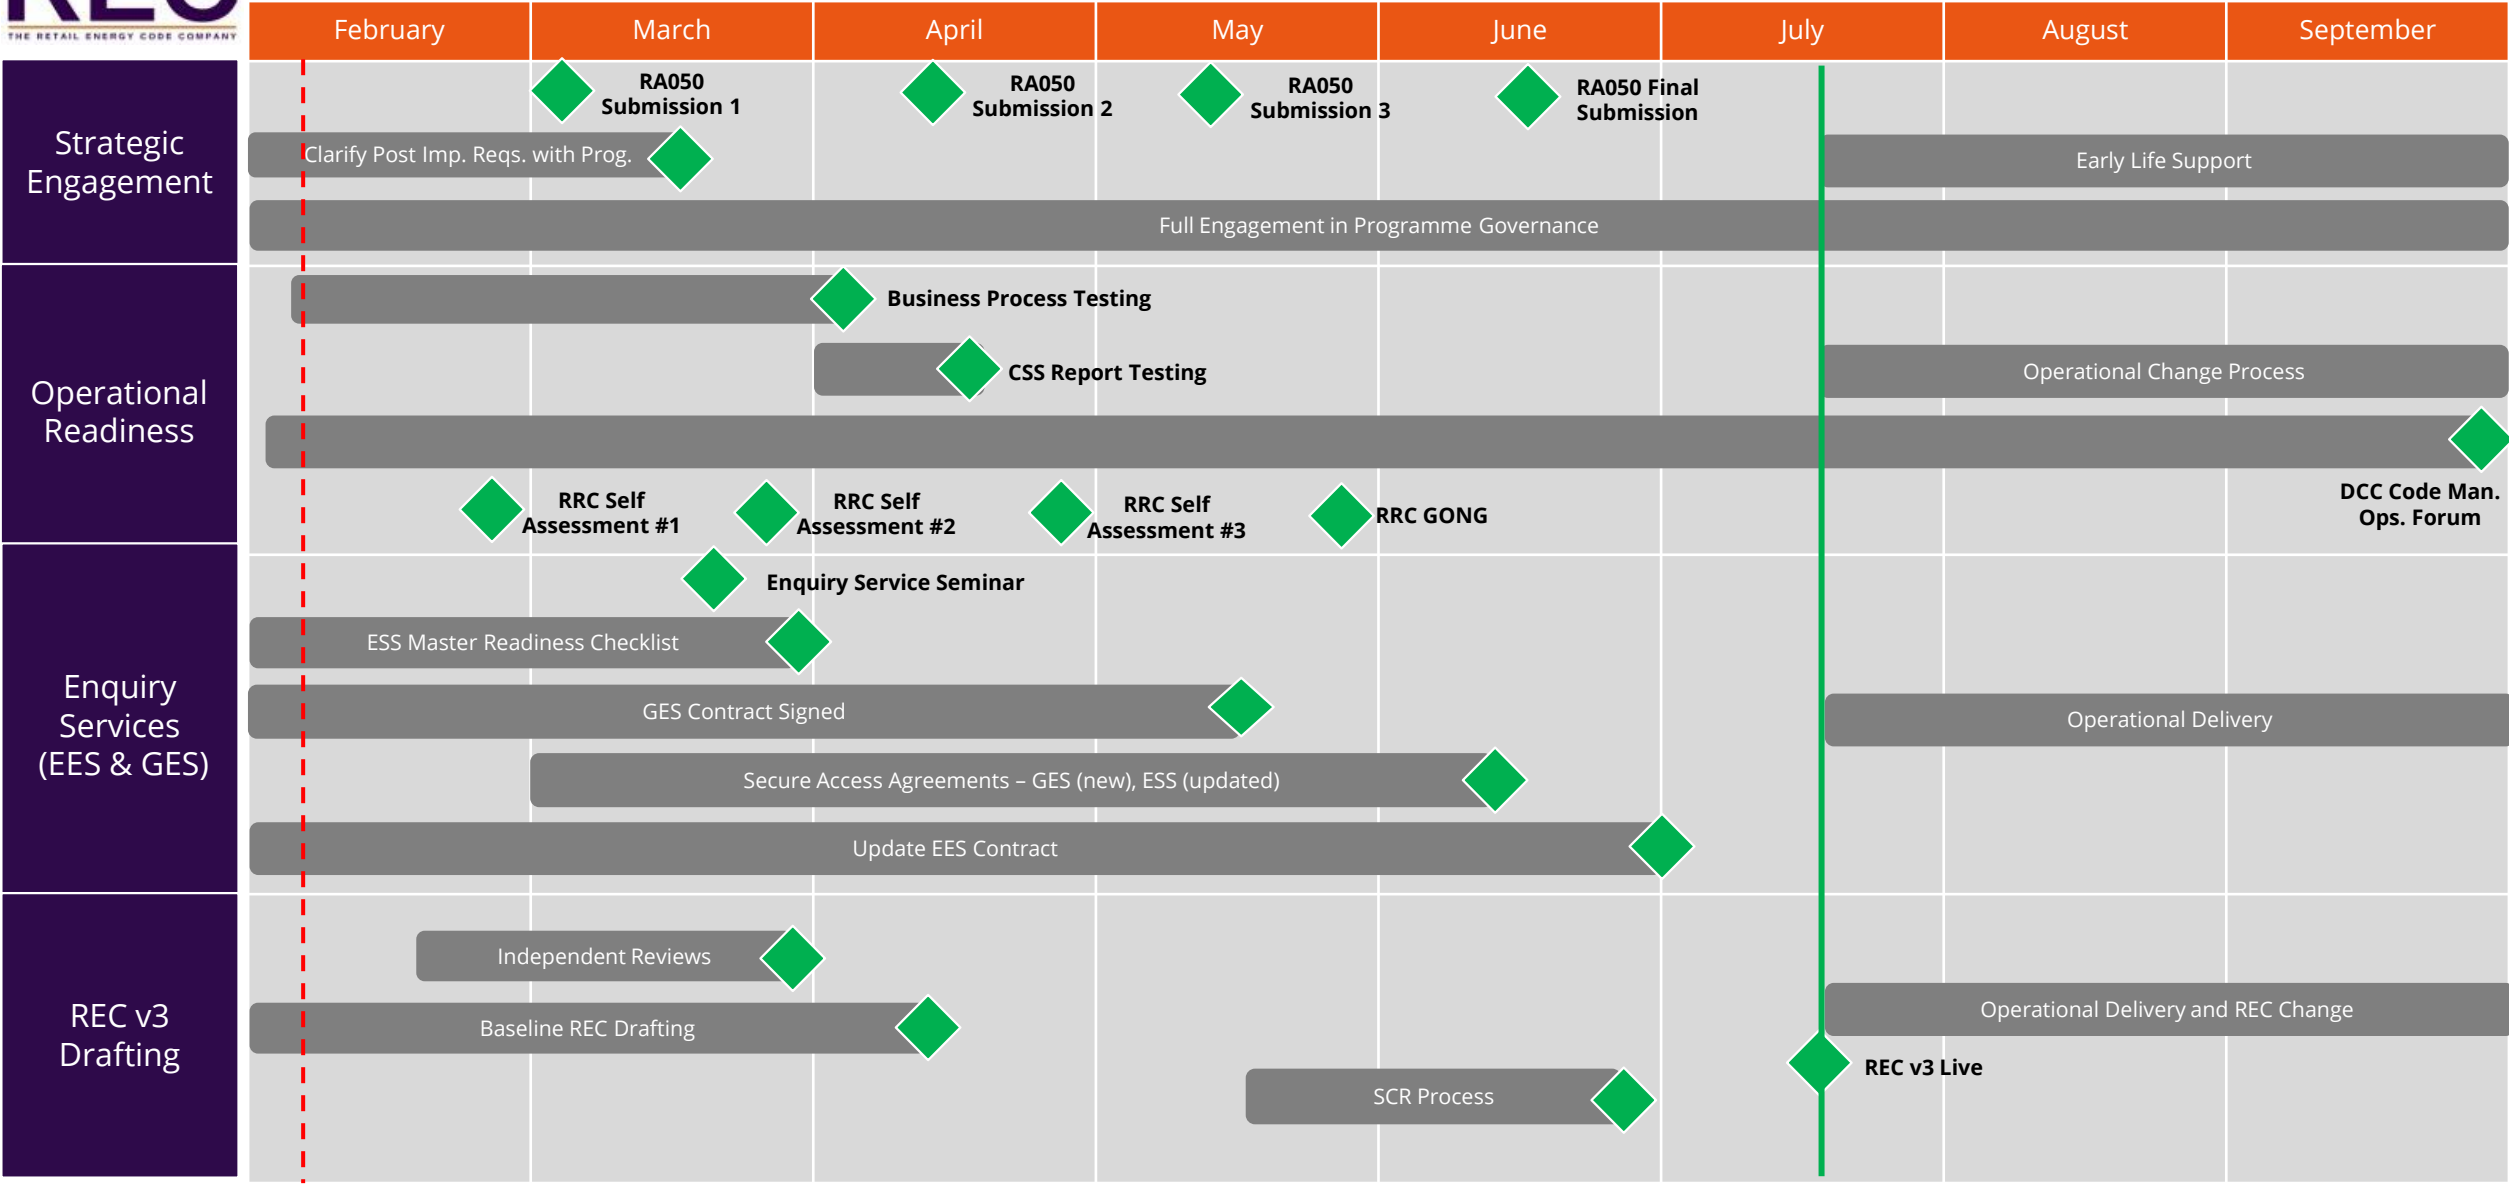 REC
THE RETAIL ENERGY CODE COMPANY
February
March
April
May
June
July
August
September
Strategic
Engagement
RA050
Submission 1
RA050
Submission 2
RA050
Submission 3
RA050 Final
Submission
Clarify Post Imp. Reqs. with Prog.
Early Life Support
Full Engagement in Programme Governance
Operational
Readiness
Business Process Testing
CSS Report Testing
Operational Change Process
DCC Code Man.
Ops. Forum
RRC Self
Assessment #1
RRC Self
Assessment #2
RRC Self
Assessment #3
RRC GONG
Enquiry
Services
(EES & GES)
Enquiry Service Seminar
ESS Master Readiness Checklist
GES Contract Signed
Operational Delivery
Secure Access Agreements – GES (new), ESS (updated)
Update EES Contract
REC v3
Drafting
Independent Reviews
Baseline REC Drafting
Operational Delivery and REC Change
REC v3 Live
SCR Process